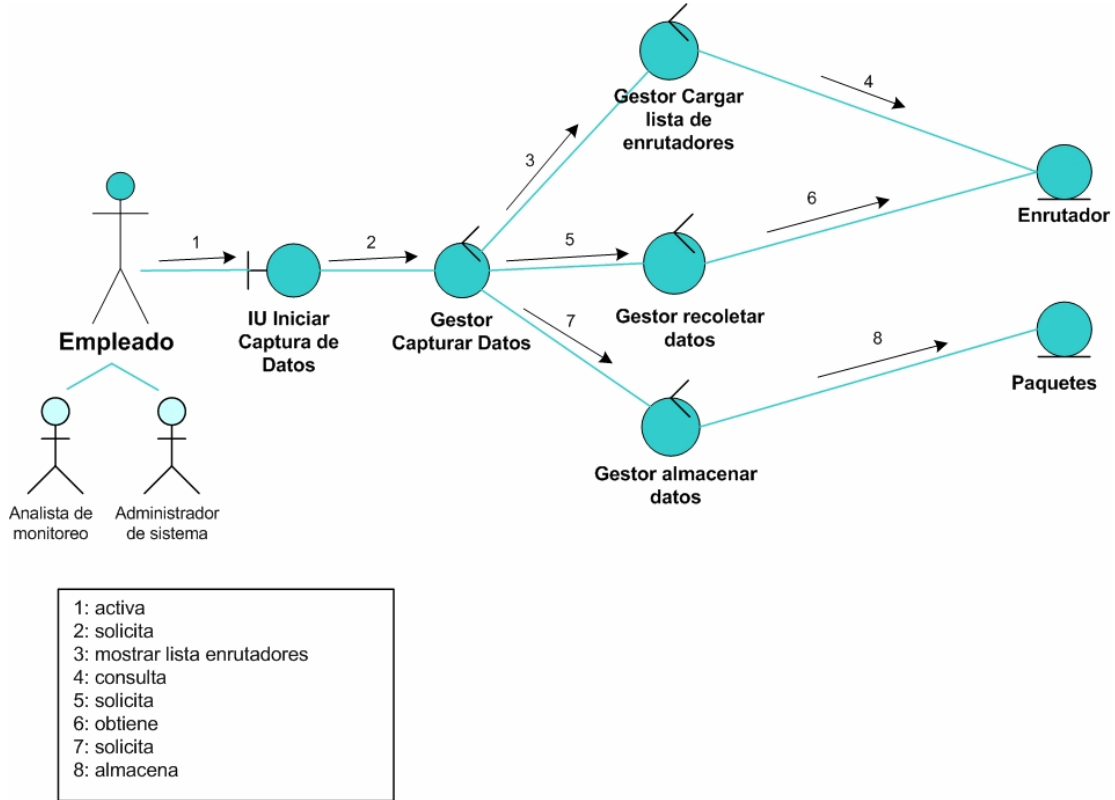 4
Gestor Cargar
lista de
enrutadores
3
6
Enrutador
1
2
5
IU Iniciar
Captura de
Datos
Gestor
Capturar Datos
Gestor recoletar
datos
7
8
Empleado
Paquetes
Gestor almacenar
datos
Analista de
monitoreo
Administrador
de sistema
1: activa
2: solicita
3: mostrar lista enrutadores
4: consulta
5: solicita
6: obtiene
7: solicita
8: almacena